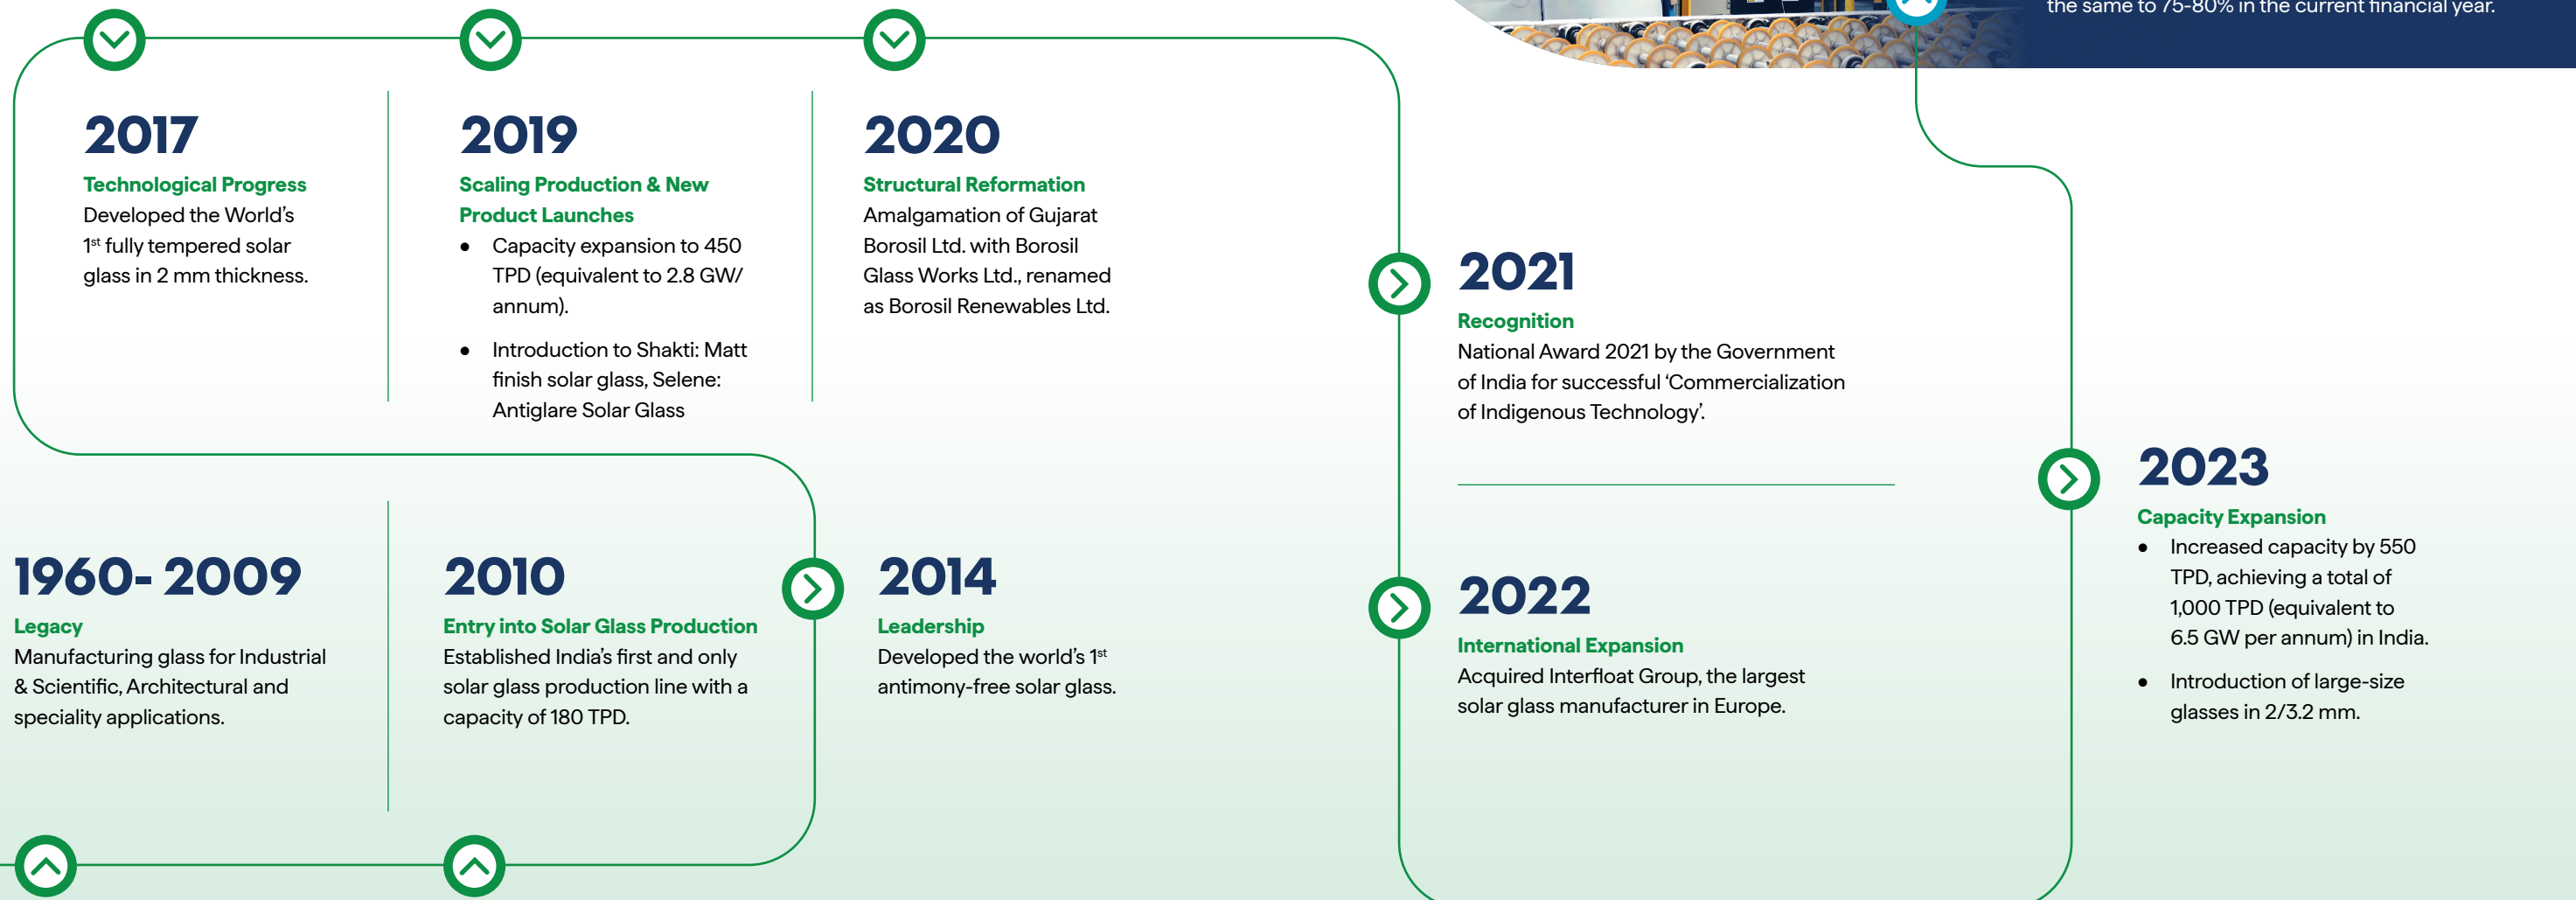 the same to 75-80% in the current financial year.
2017
Technological Progress
Developed the World's
1st fully tempered solar
glass in 2 mm thickness.
2019
Scaling Production & New
Product Launches
• Capacity expansion to 450
TPD (equivalent to 2.8 GW/
annum).
• Introduction to Shakti: Matt
finish solar glass, Selene:
Antiglare Solar Glass
2020
Structural Reformation
Amalgamation of Gujarat
Borosil Ltd. with Borosil
Glass Works Ltd., renamed
as Borosil Renewables Ltd.
2021
Recognition
National Award 2021 by the Government
of India for successful ‘Commercialization
of Indigenous Technology’.
1960- 2009
Legacy
Manufacturing glass for Industrial
& Scientific, Architectural and
speciality applications.
2010
Entry into Solar Glass Production
Established India’s first and only
solar glass production line with a
capacity of 180 TPD.
2014
Leadership
Developed the world’s 1st
antimony-free solar glass.
2022
International Expansion
Acquired Interfloat Group, the largest
solar glass manufacturer in Europe.
2023
Capacity Expansion
• Increased capacity by 550
TPD, achieving a total of
1,000 TPD (equivalent to
6.5 GW per annum) in India.
• Introduction of large-size
glasses in 2/3.2 mm.